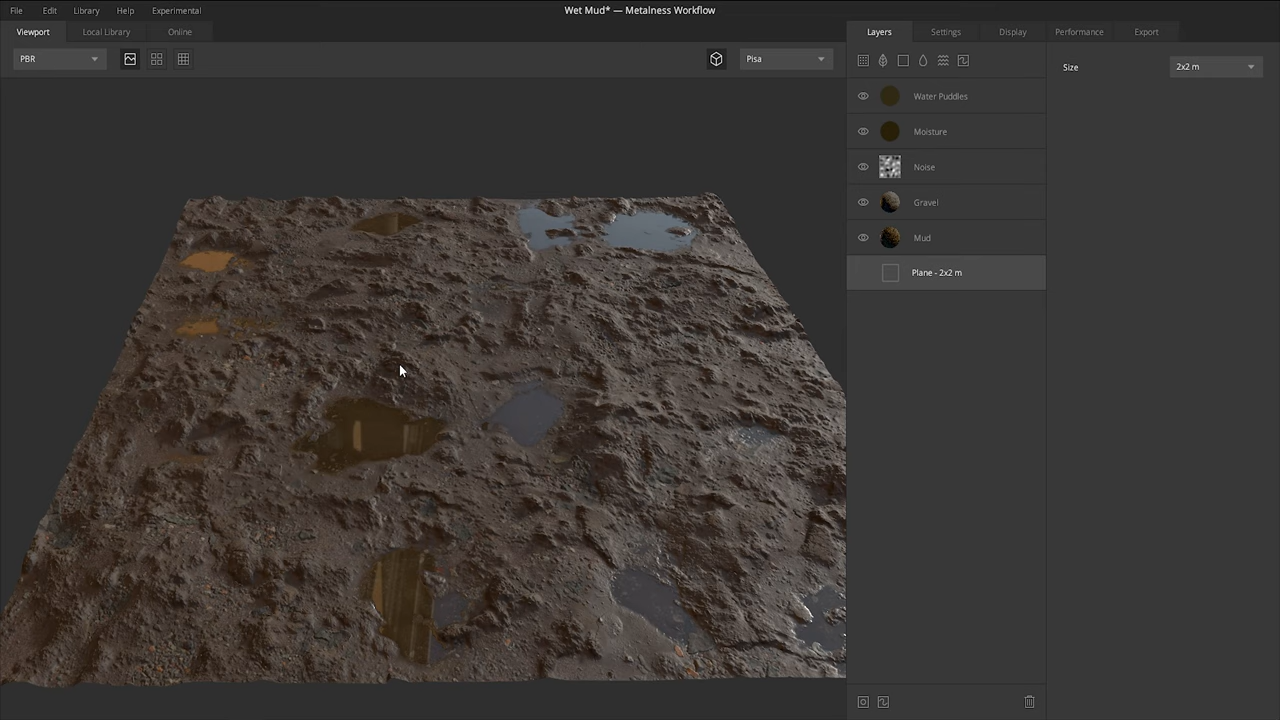 File Edit Library Help Experimental
Wet Mud* — Metalness Workflow
Viewport Local Library Online
Layers Settings Display Performance Export
PBR
Pisa
Size 2x2 m
Water Puddles
Moisture
Noise
Gravel
Mud
Plane - 2x2 m